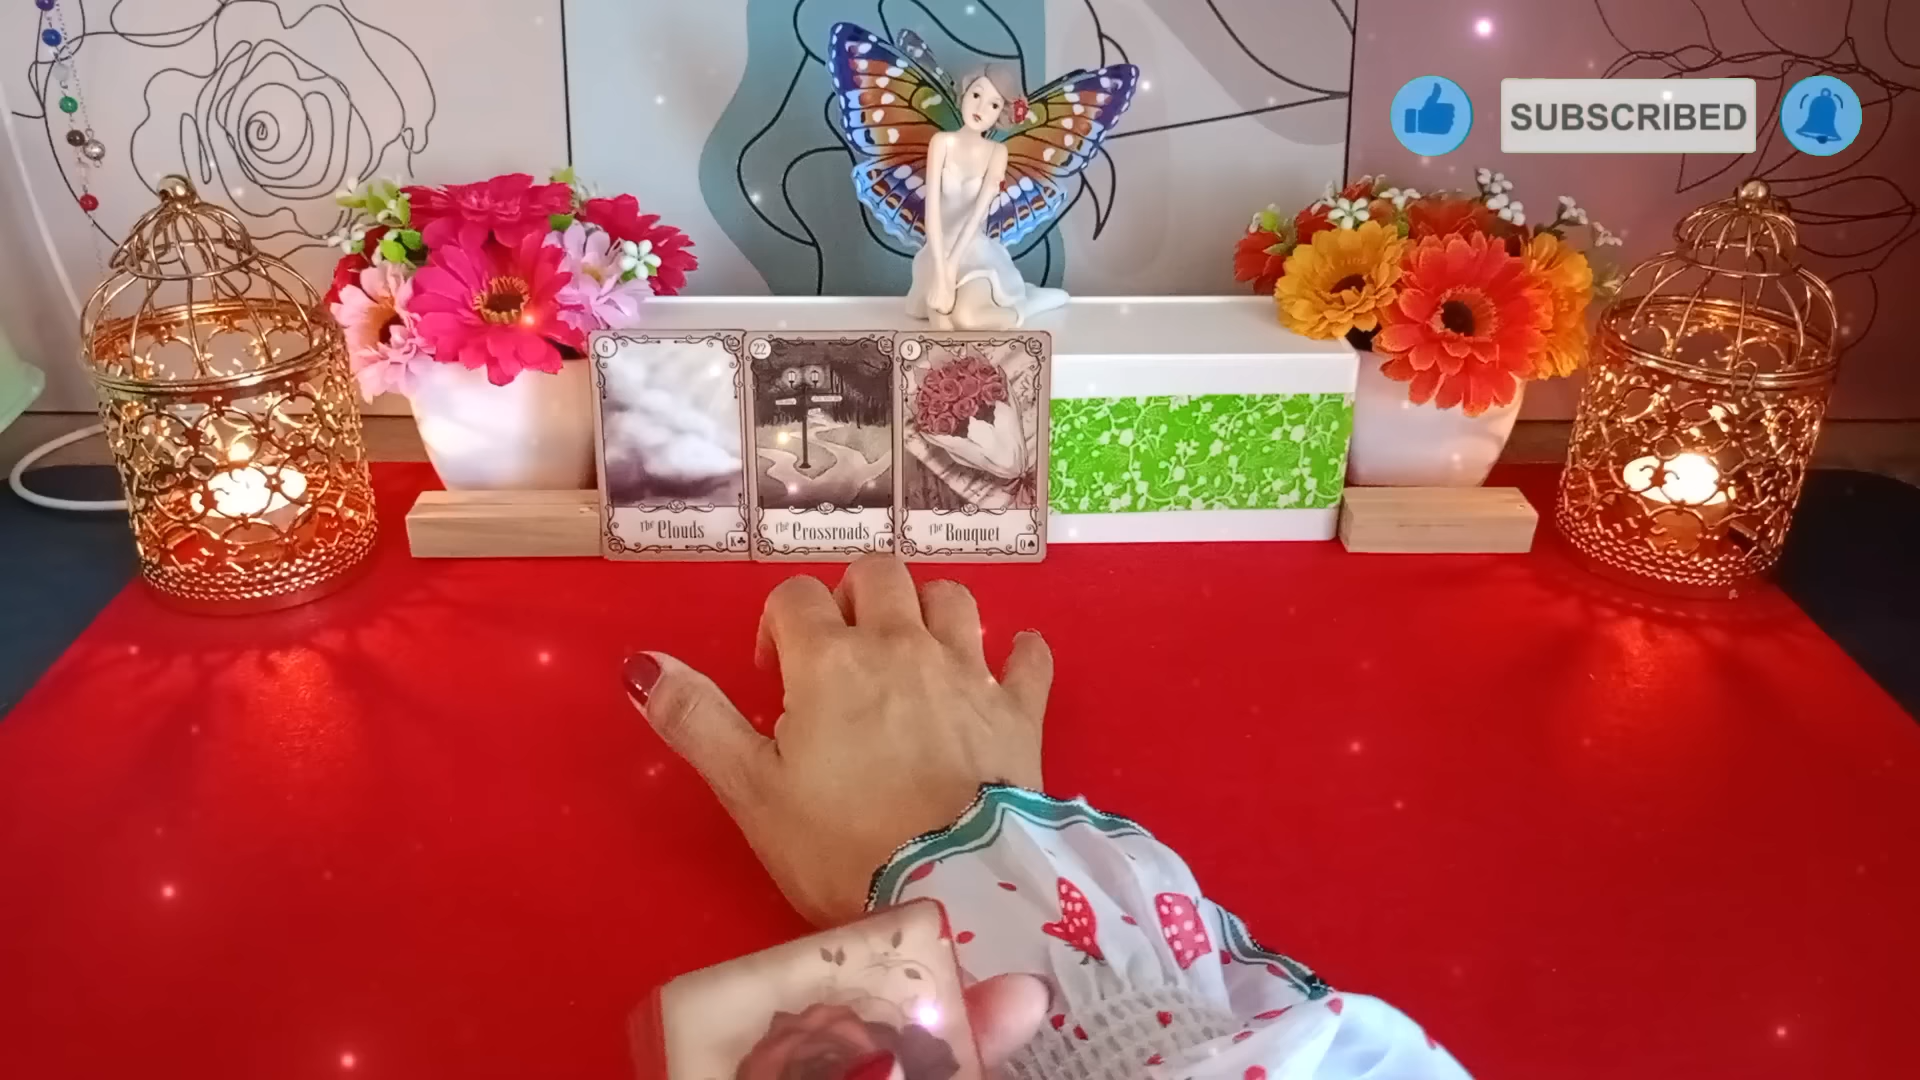 SUBSCRIBED
6
The Clouds
K♣
22
The Crossroads
Q♦
9
The Bouquet
Q♠